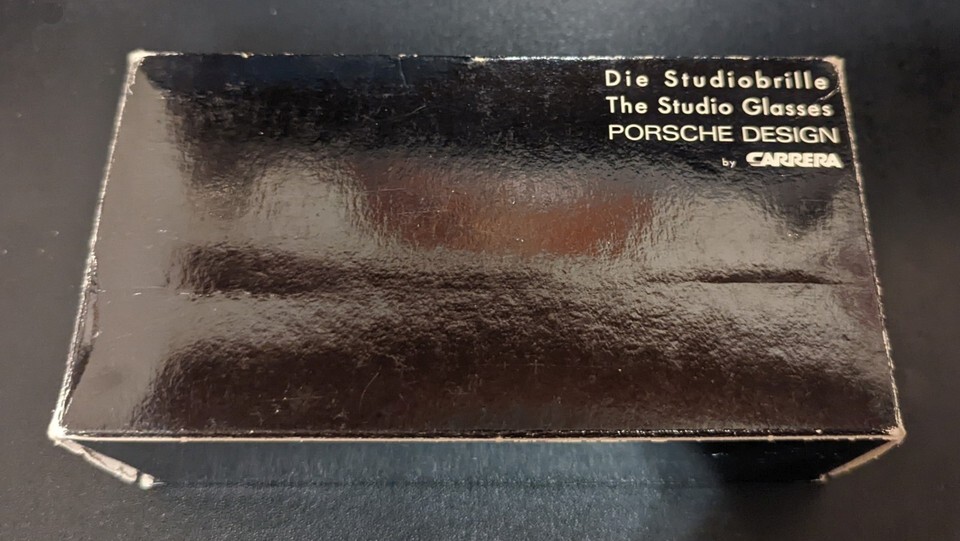 Die Studiobrille
The Studio Glasses
PORSCHE DESIGN
by CARRERA